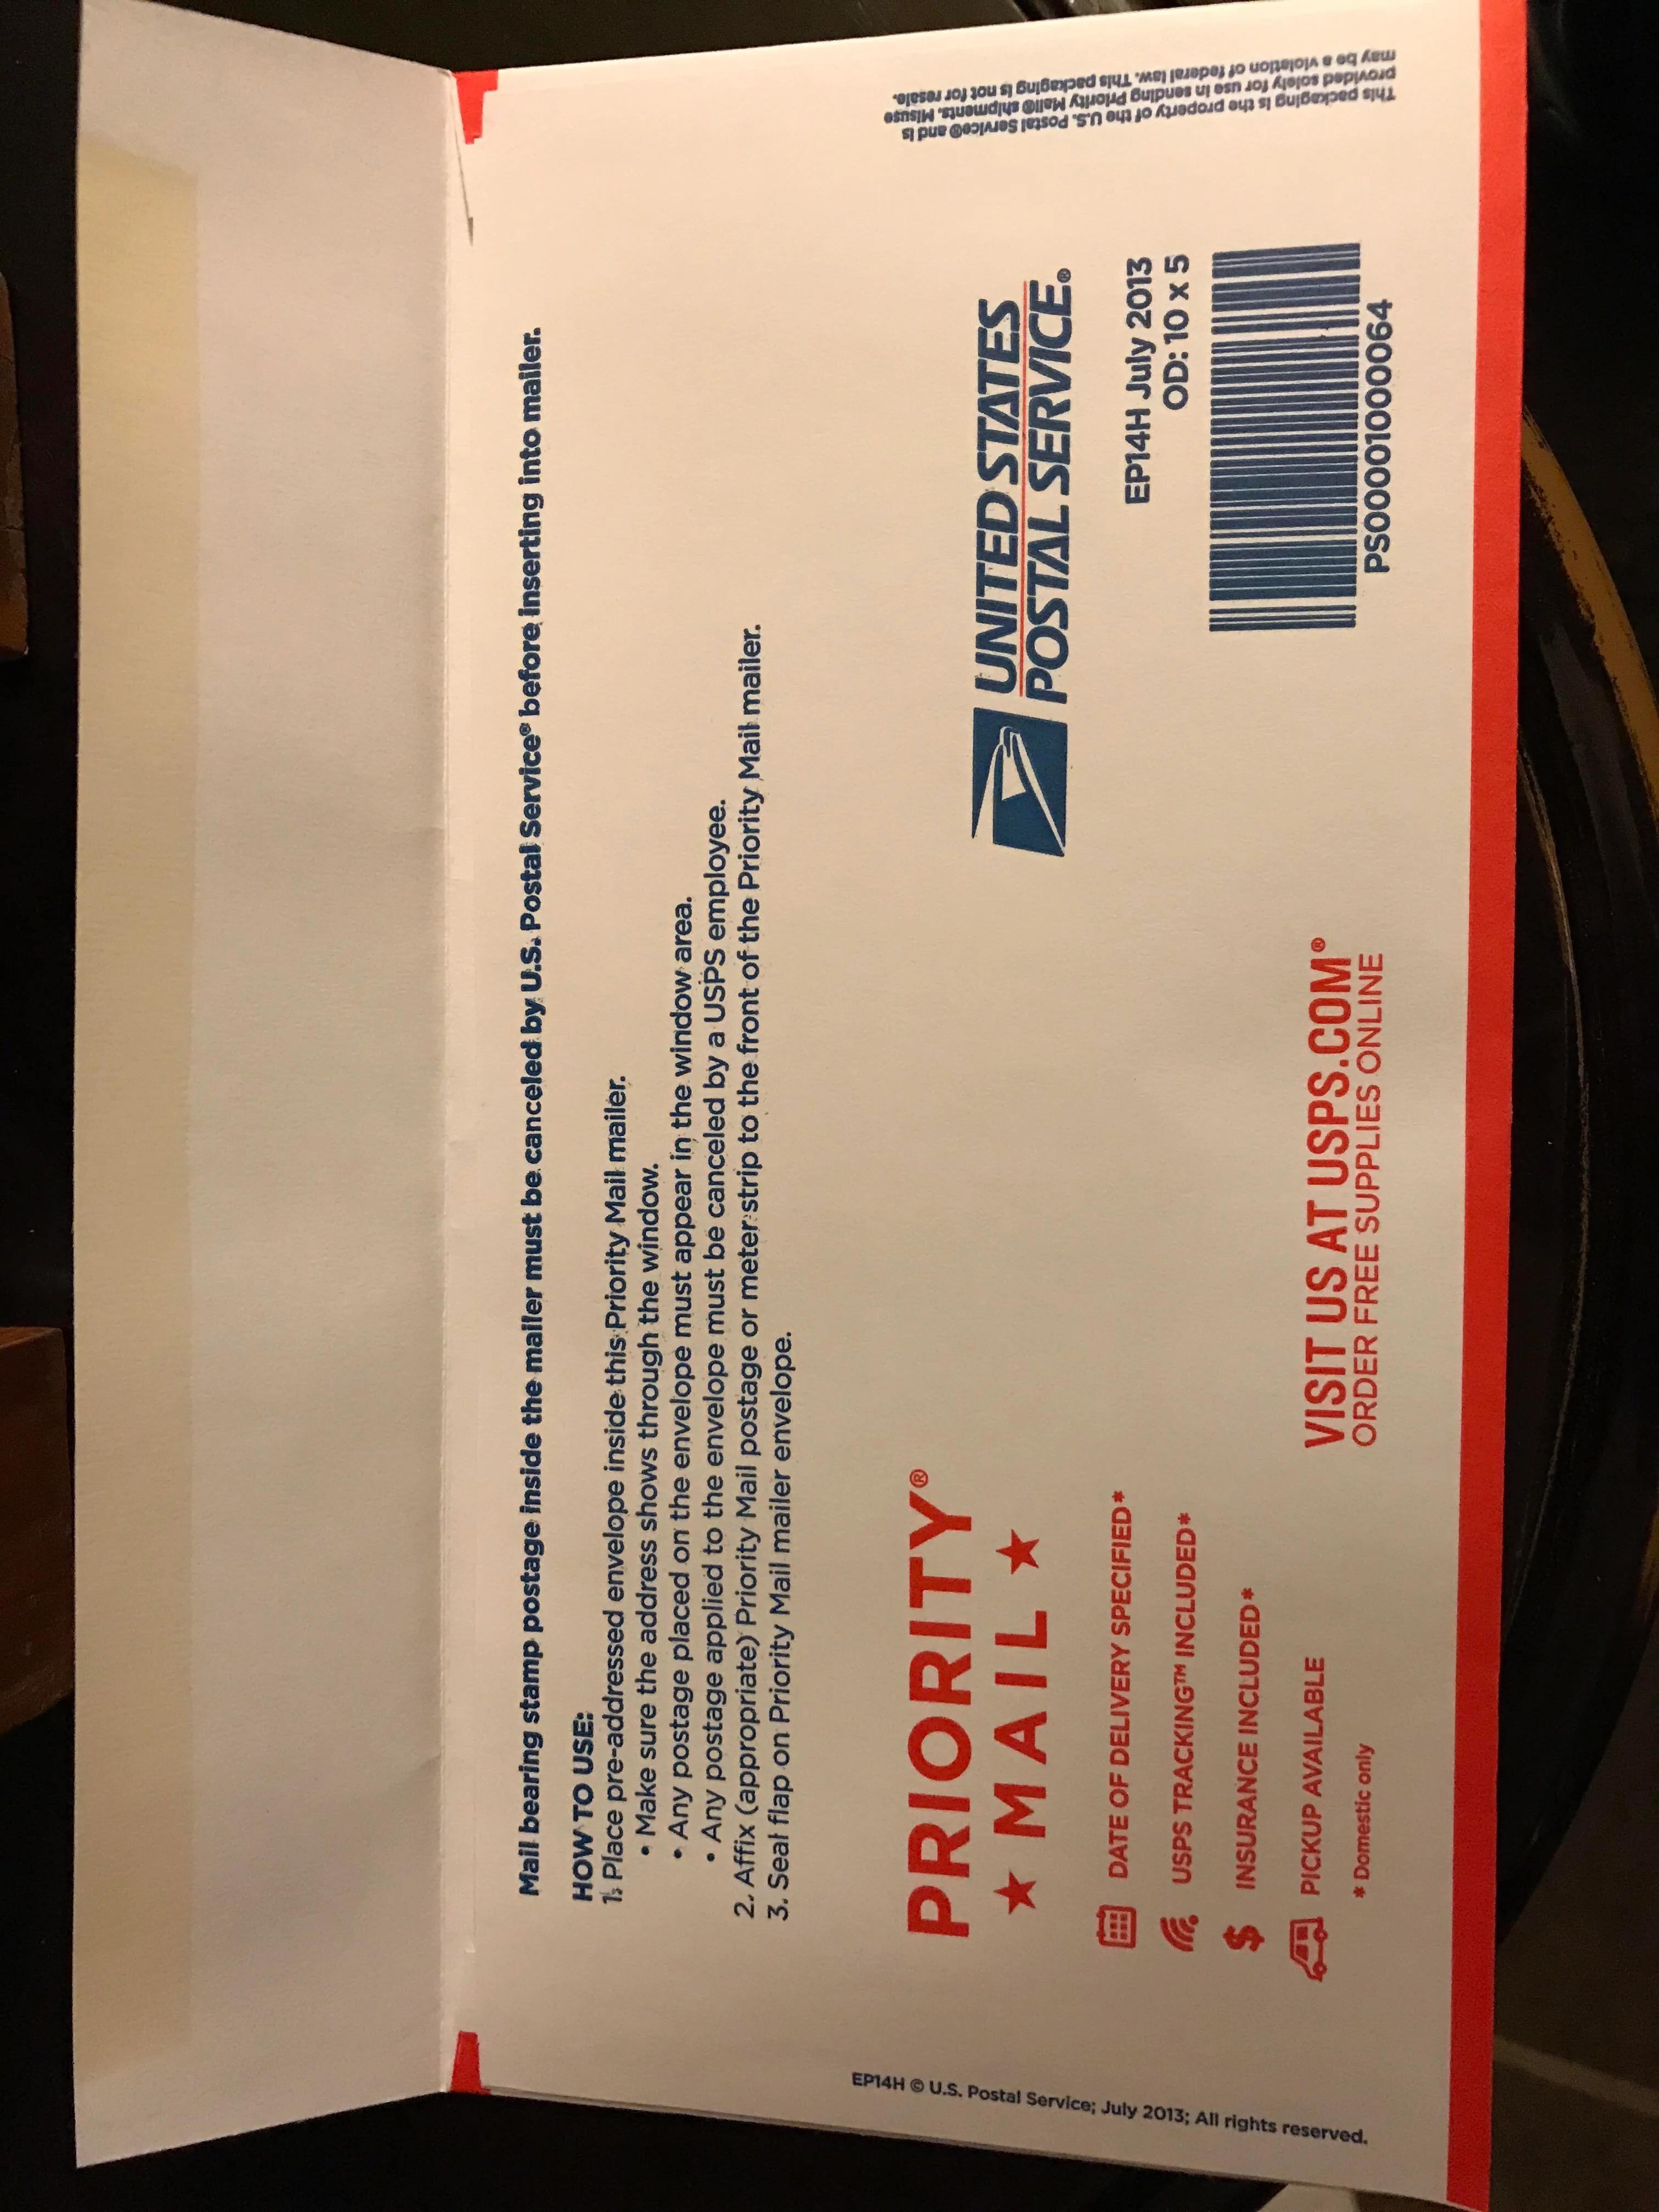 Mail bearing stamp postage inside the mailer must be canceled by U.S. Postal Service® before inserting into mailer.
HOW TO USE:
1. Place pre-addressed envelope inside this Priority Mail mailer.
• Make sure the address shows through the window.
• Any postage placed on the envelope must appear in the window area.
• Any postage applied to the envelope must be canceled by a USPS employee.
2. Affix (appropriate) Priority Mail postage or meter strip to the front of the Priority Mail mailer.
3. Seal flap on Priority Mail mailer envelope.
PRIORITY®
★ MAIL ★
DATE OF DELIVERY SPECIFIED*
USPS TRACKING™ INCLUDED*
$ INSURANCE INCLUDED*
PICKUP AVAILABLE
* Domestic only
VISIT US AT USPS.COM®
ORDER FREE SUPPLIES ONLINE
UNITED STATES
POSTAL SERVICE®
EP14H July 2013
OD: 10 x 5
PS00001000064
EP14H © U.S. Postal Service; July 2013; All rights reserved.
This packaging is the property of the U.S. Postal Service® and is
provided solely for use in sending Priority Mail® shipments. Misuse
may be a violation of federal law. This packaging is not for resale.